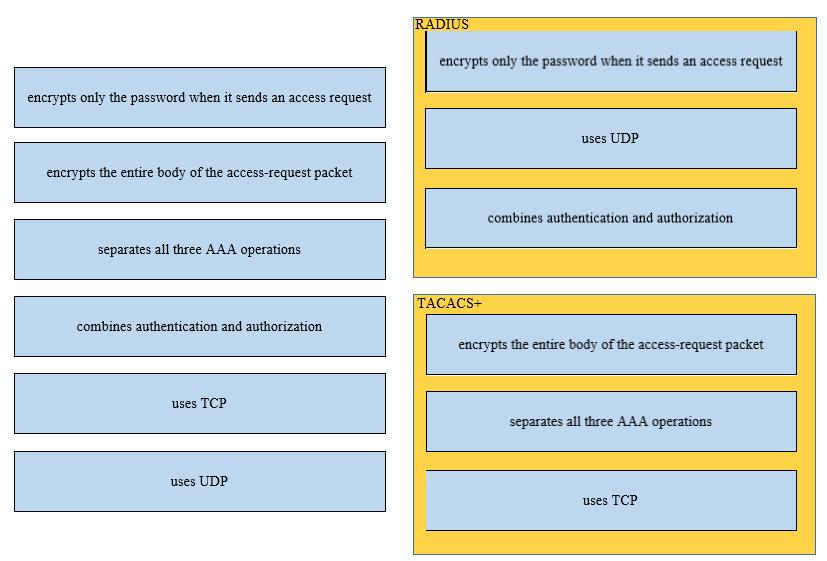 encrypts only the password when it sends an access request
encrypts the entire body of the access-request packet
separates all three AAA operations
combines authentication and authorization
uses TCP
uses UDP
RADIUS
encrypts only the password when it sends an access request
uses UDP
combines authentication and authorization
TACACS+
encrypts the entire body of the access-request packet
separates all three AAA operations
uses TCP